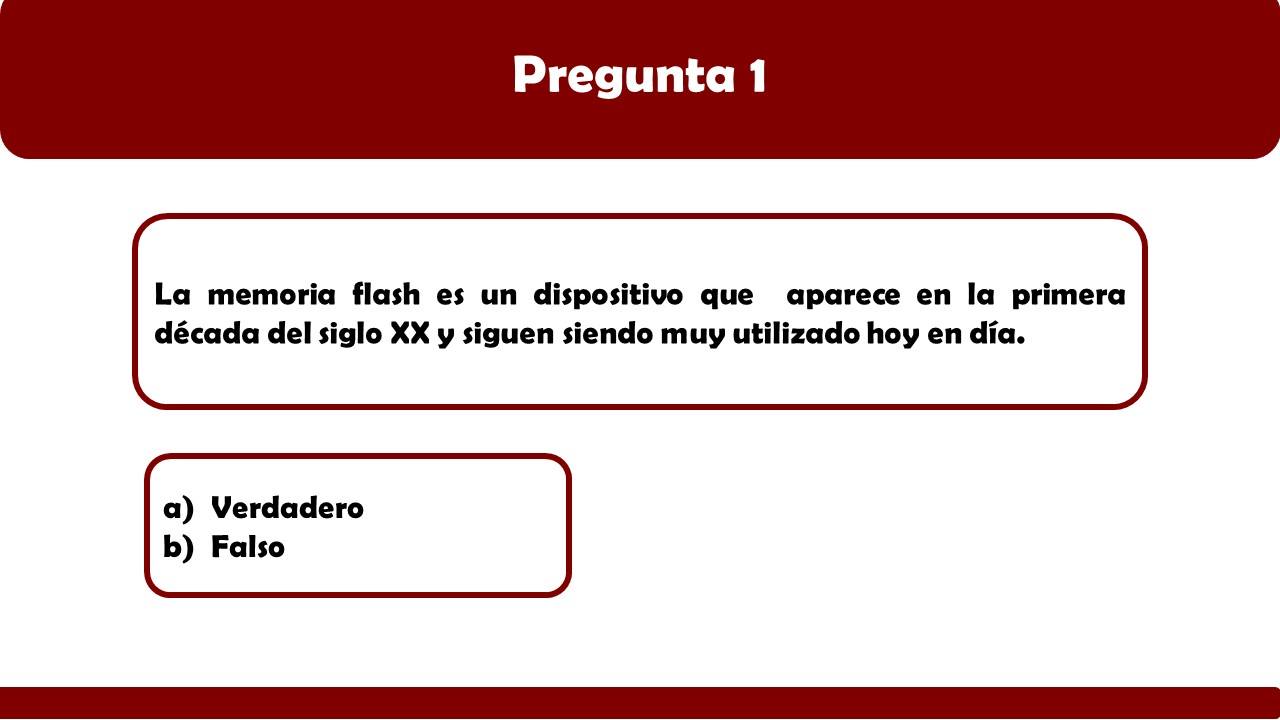 Pregunta 1
La memoria flash es un dispositivo que aparece en la primera
década del siglo XX y siguen siendo muy utilizado hoy en día.
a) Verdadero
b) Falso